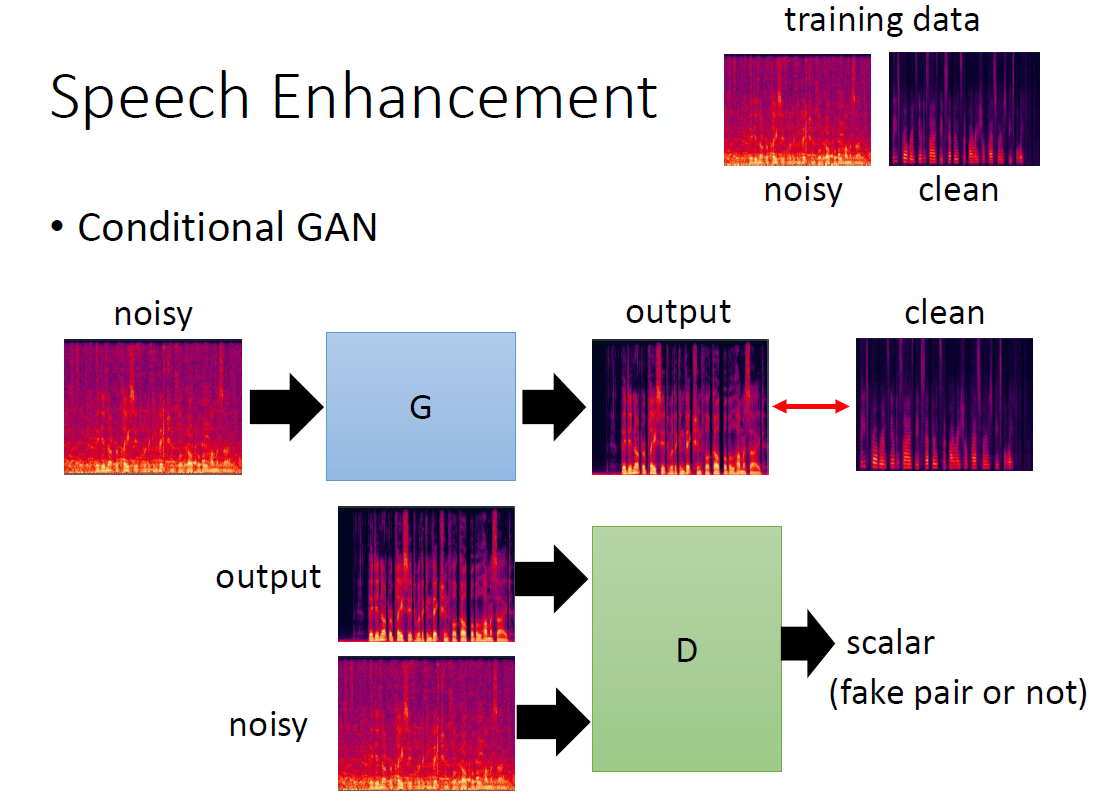 training data
Speech Enhancement
noisy
clean
• Conditional GAN
noisy
output
clean
G
output
noisy
D
scalar
(fake pair or not)